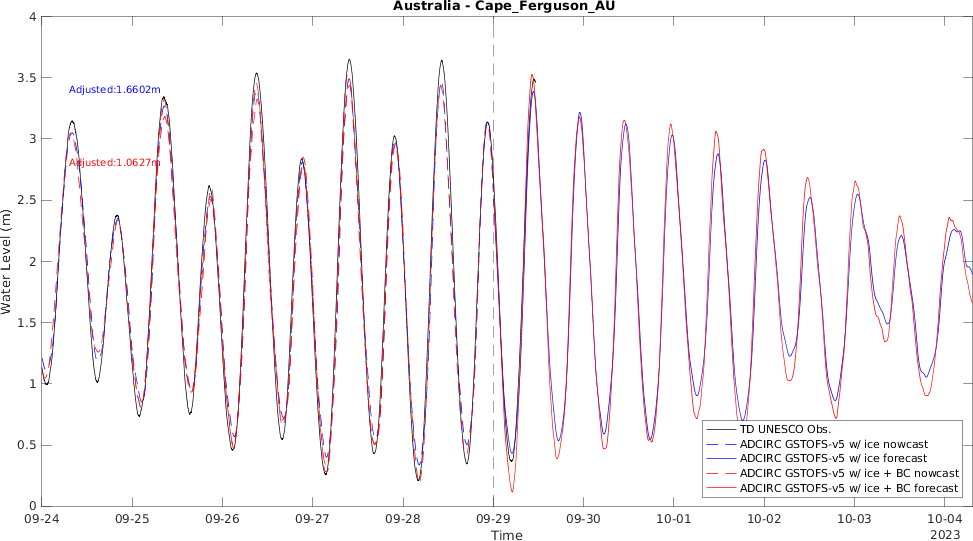 Australia - Cape_Ferguson_AU
4
3.5
3
2.5
2
1.5
1
0.5
0
Water Level (m)
Adjusted:1.6602m
Adjusted:1.0627m
TD UNESCO Obs.
ADCIRC GSTOFS-v5 w/ ice nowcast
ADCIRC GSTOFS-v5 w/ ice forecast
ADCIRC GSTOFS-v5 w/ ice + BC nowcast
ADCIRC GSTOFS-v5 w/ ice + BC forecast
09-24 09-25 09-26 09-27 09-28 09-29 09-30 10-01 10-02 10-03 10-04
Time
2023